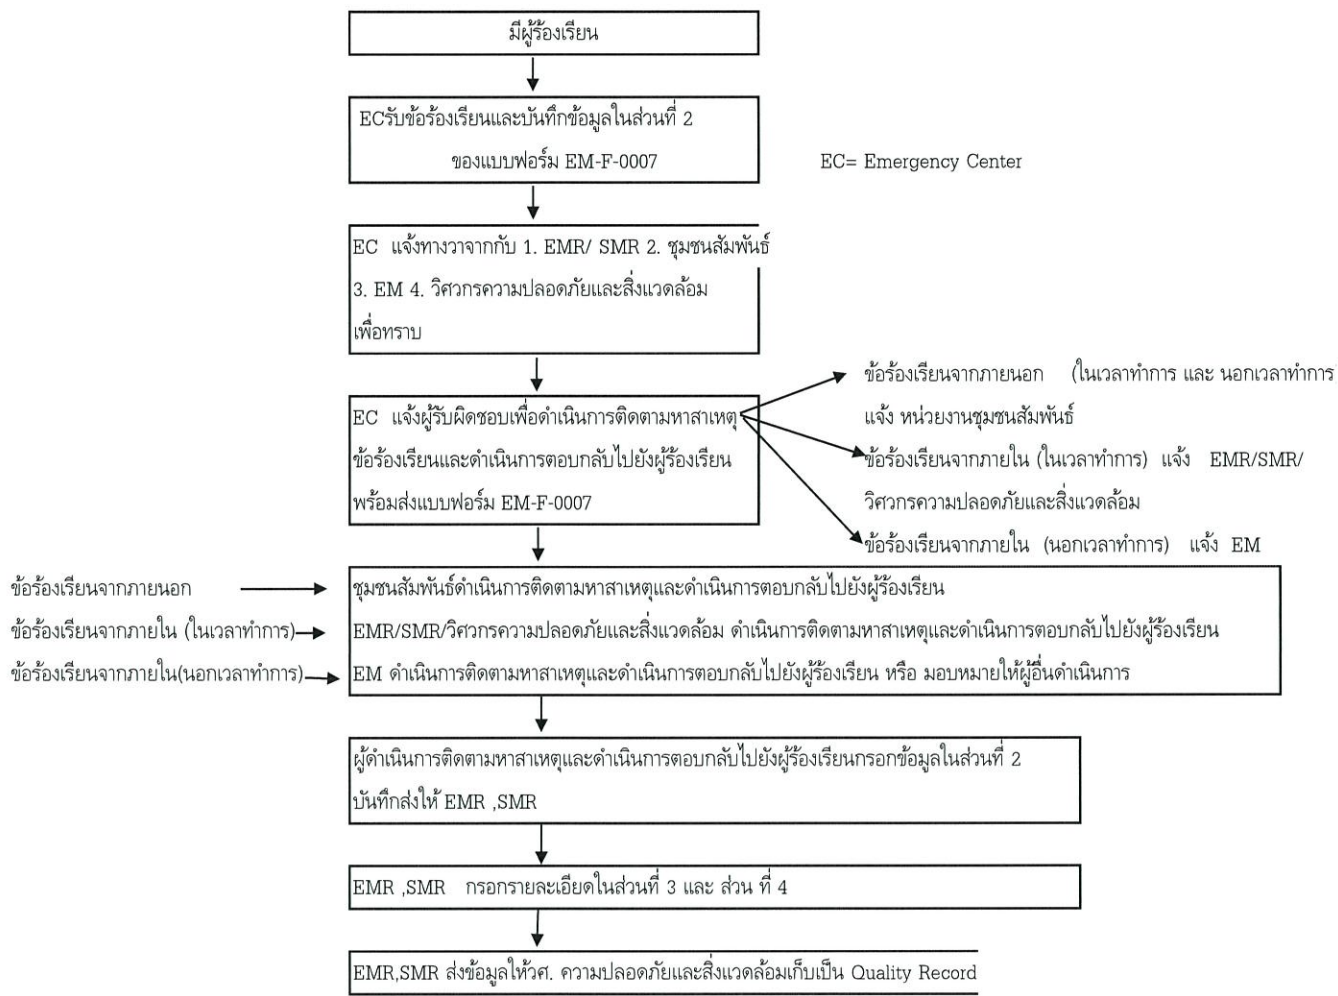 มีผู้ร้องเรียน
ECรับข้อร้องเรียนและบันทึกข้อมูลในส่วนที่ 2
ของแบบฟอร์ม EM-F-0007
EC= Emergency Center
EC แจ้งทางวาจากกับ 1. EMR/ SMR 2. ชุมชนสัมพันธ์
3. EM 4. วิศวกรความปลอดภัยและสิ่งแวดล้อม
เพื่อทราบ
EC แจ้งผู้รับผิดชอบเพื่อดำเนินการติดตามหาสาเหตุ
ข้อร้องเรียนและดำเนินการตอบกลับไปยังผู้ร้องเรียน
พร้อมส่งแบบฟอร์ม EM-F-0007
ข้อร้องเรียนจากภายนอก (ในเวลาทำการ และ นอกเวลาทำการ
แจ้ง หน่วยงานชุมชนสัมพันธ์
ข้อร้องเรียนจากภายใน (ในเวลาทำการ) แจ้ง EMR/SMR/
วิศวกรความปลอดภัยและสิ่งแวดล้อม
ข้อร้องเรียนจากภายใน (นอกเวลาทำการ) แจ้ง EM
ข้อร้องเรียนจากภายนอก
ข้อร้องเรียนจากภายใน (ในเวลาทำการ)
ข้อร้องเรียนจากภายใน(นอกเวลาทำการ)
ชุมชนสัมพันธ์ดำเนินการติดตามหาสาเหตุและดำเนินการตอบกลับไปยังผู้ร้องเรียน
EMR/SMR/วิศวกรความปลอดภัยและสิ่งแวดล้อม ดำเนินการติดตามหาสาเหตุและดำเนินการตอบกลับไปยังผู้ร้องเรียน
EM ดำเนินการติดตามหาสาเหตุและดำเนินการตอบกลับไปยังผู้ร้องเรียน หรือ มอบหมายให้ผู้อื่นดำเนินการ
ผู้ดำเนินการติดตามหาสาเหตุและดำเนินการตอบกลับไปยังผู้ร้องเรียนกรอกข้อมูลในส่วนที่ 2
บันทึกส่งให้ EMR ,SMR
EMR ,SMR กรอกรายละเอียดในส่วนที่ 3 และ ส่วน ที่ 4
EMR,SMR ส่งข้อมูลให้วศ. ความปลอดภัยและสิ่งแวดล้อมเก็บเป็น Quality Record